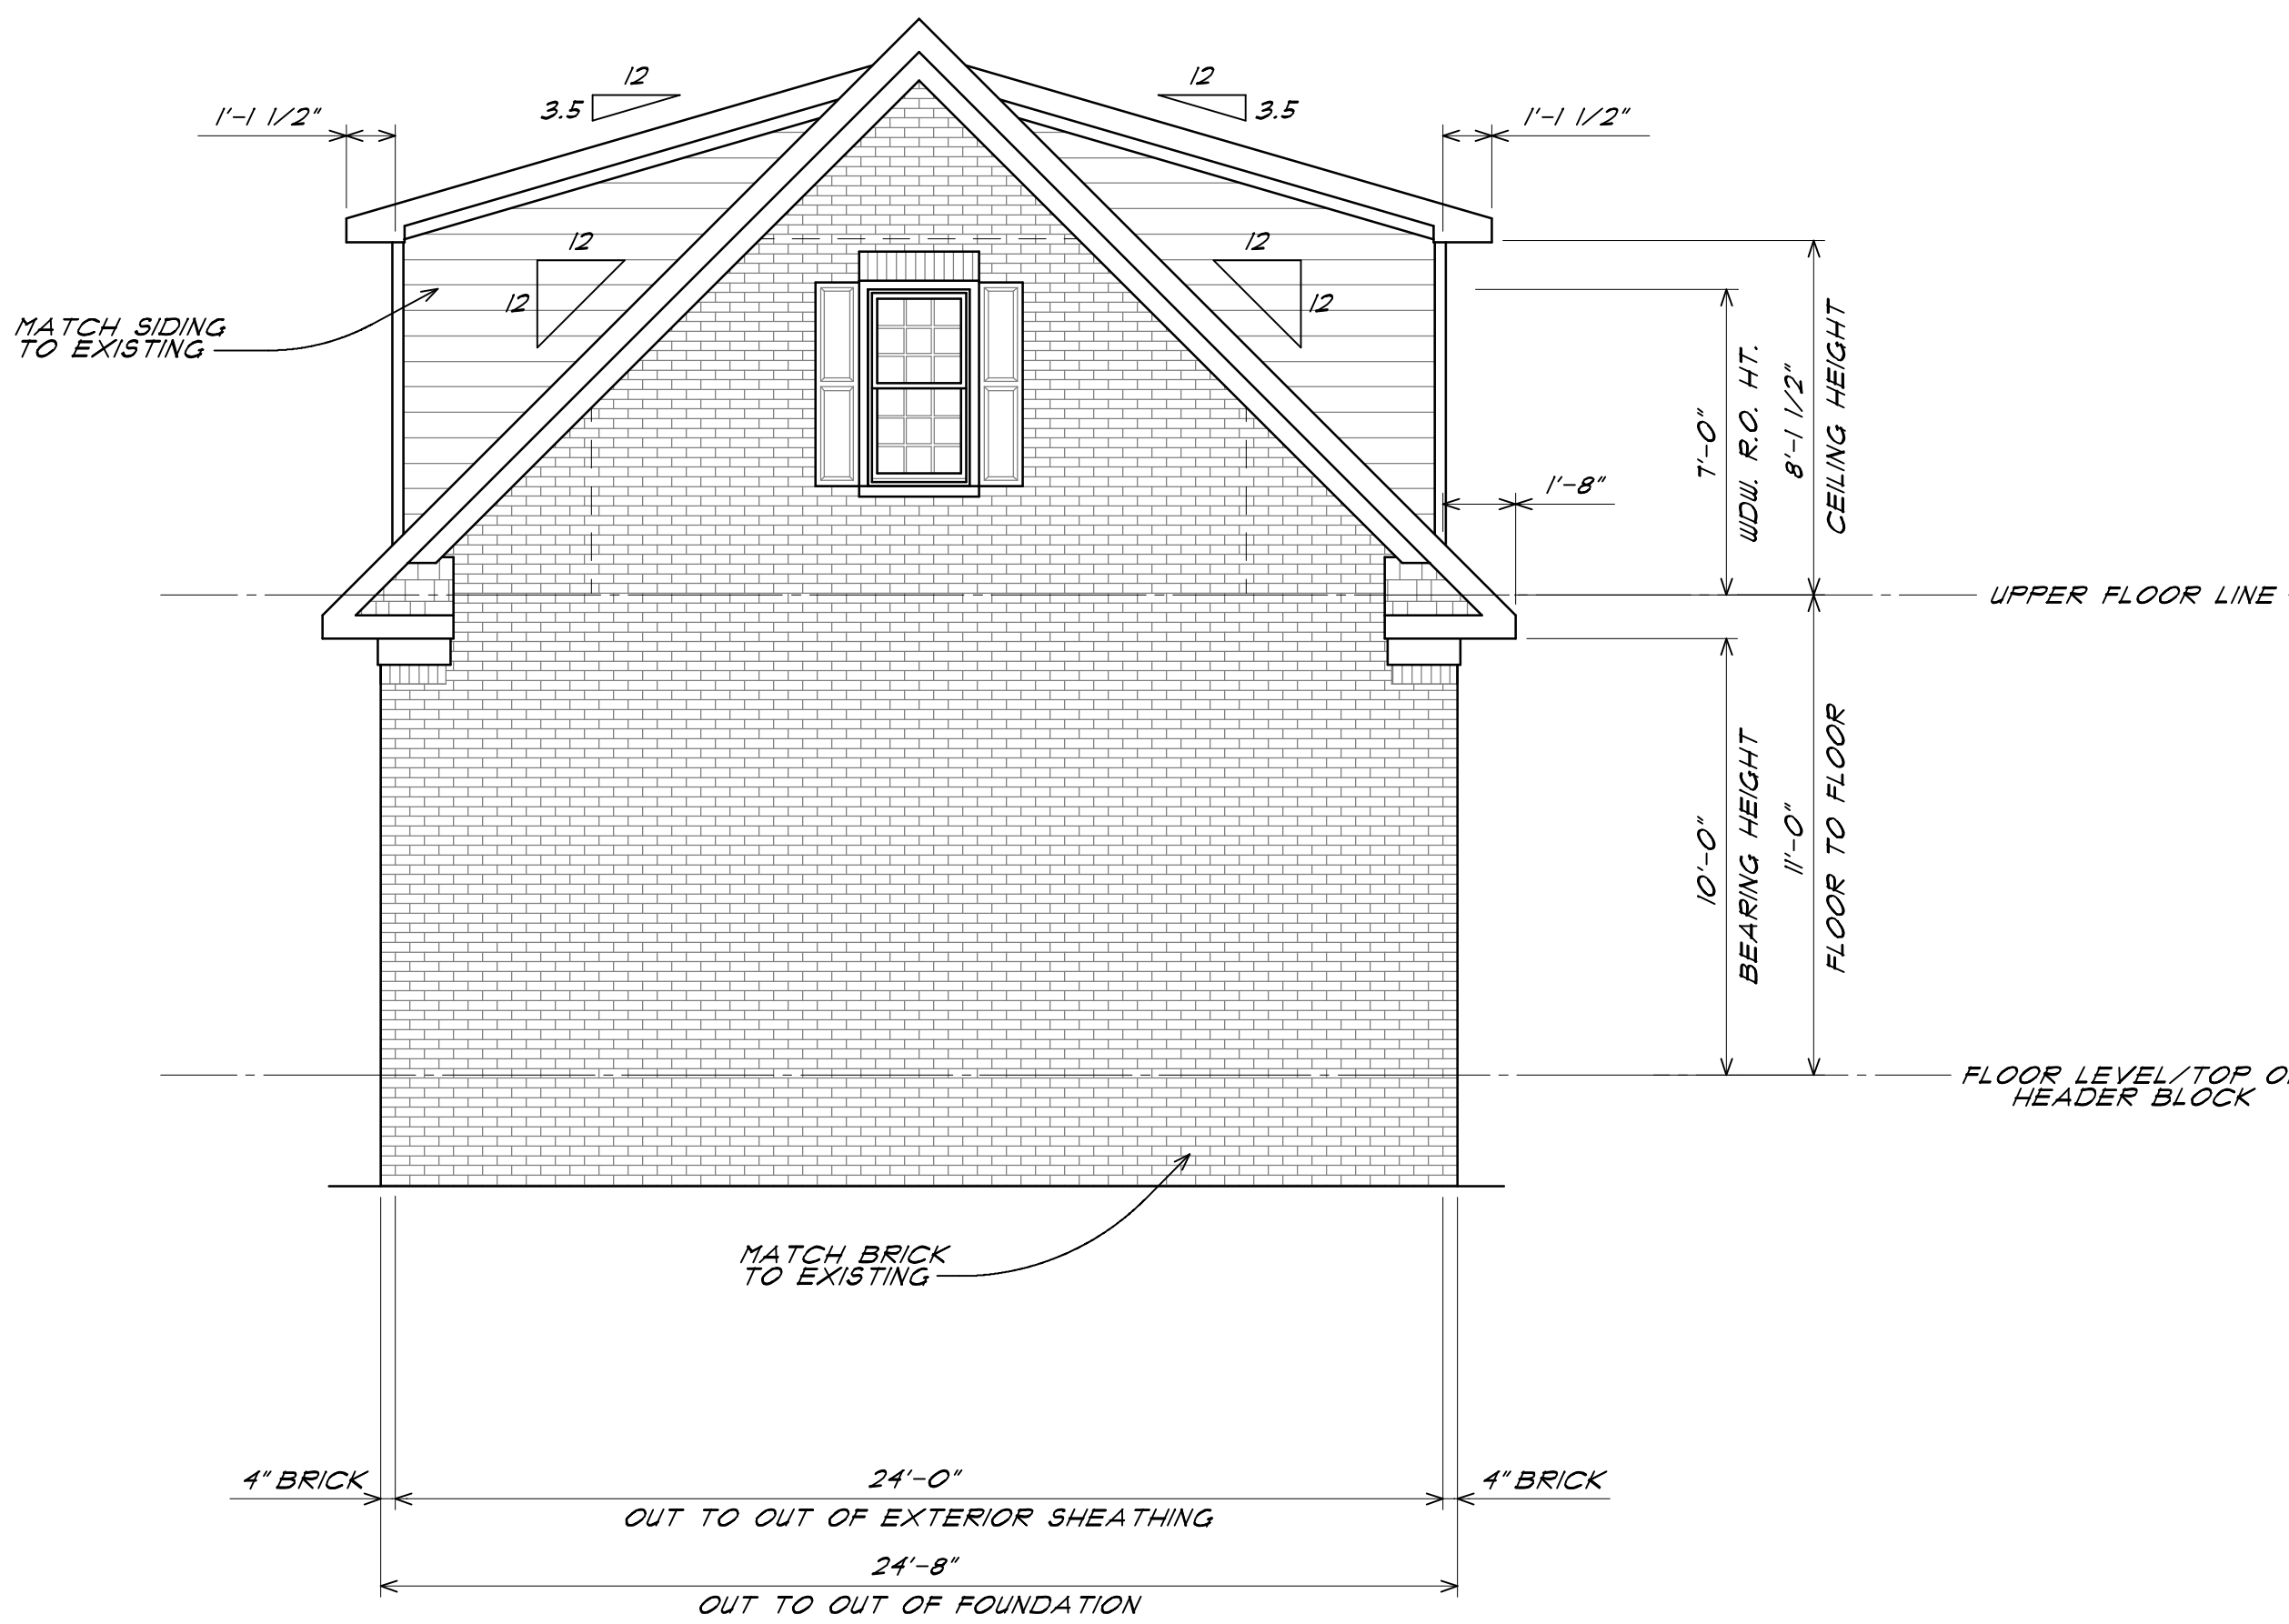 12
12
3.5
3.5
1'-1 1/2"
1'-1 1/2"
12
12
12
12
MATCH SIDING
TO EXISTING
7'-0"
WDW. R.O. HT.
8'-1 1/2"
CEILING HEIGHT
1'-8"
UPPER FLOOR LINE
10'-0"
BEARING HEIGHT
11'-0"
FLOOR TO FLOOR
FLOOR LEVEL/TOP
HEADER BLOCK
MATCH BRICK
TO EXISTING
4" BRICK
24'-0"
4" BRICK
OUT TO OUT OF EXTERIOR SHEATHING
24'-8"
OUT TO OUT OF FOUNDATION